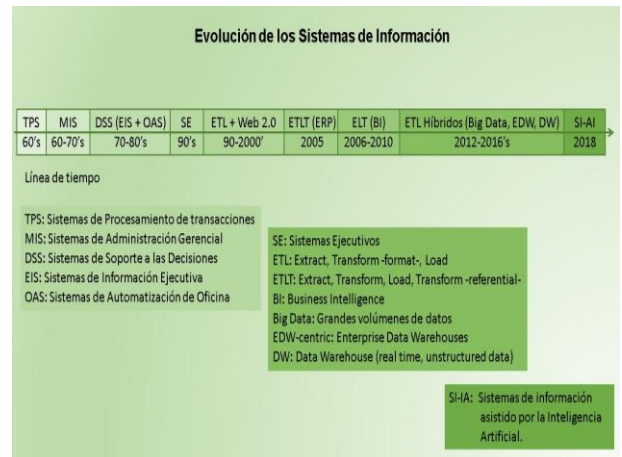 Evolución de los Sistemas de Información
TPS MIS DSS (EIS + OAS) SE ETL + Web 2.0 ETLT (ERP) ELT (BI) ETL Híbridos (Big Data, EDW, DW) SI-AI
60's 60-70's 70-80's 90's 90-2000' 2005 2006-2010 2012-2016's 2018
Línea de tiempo
TPS: Sistemas de Procesamiento de transacciones
MIS: Sistemas de Administración Gerencial
DSS: Sistemas de Soporte a las Decisiones
EIS: Sistemas de Información Ejecutiva
OAS: Sistemas de Automatización de Oficina
SE: Sistemas Ejecutivos
ETL: Extract, Transform -format-, Load
ETLT: Extract, Transform, Load, Transform -referential-
BI: Business Intelligence
Big Data: Grandes volúmenes de datos
EDW-centric: Enterprise Data Warehouses
DW: Data Warehouse (real time, unstructured data)
SI-IA: Sistemas de información
asistido por la Inteligencia
Artificial.